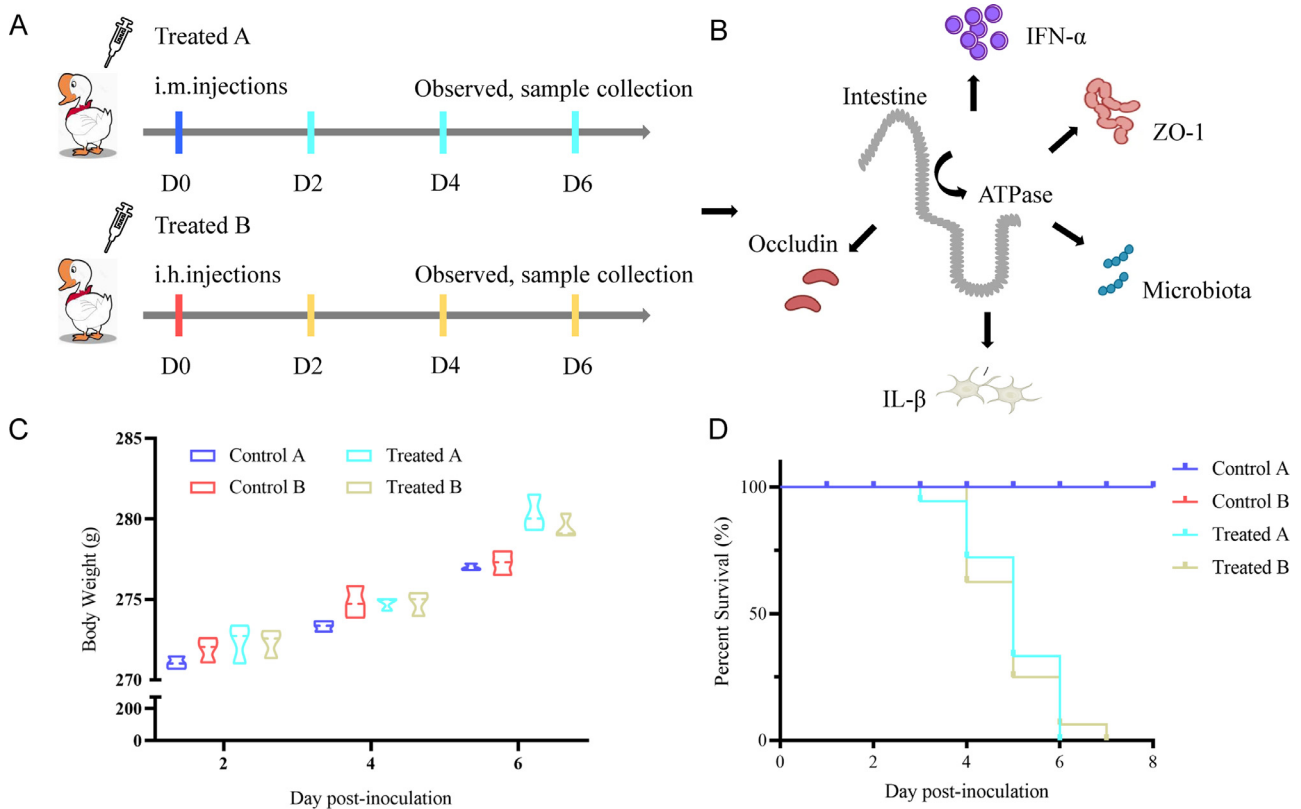 A
Treated A
i.m.injections
Observed, sample collection
D0 D2 D4 D6
Treated B
i.h.injections
Observed, sample collection
D0 D2 D4 D6
B
IFN-α
Intestine
ZO-1
ATPase
Occludin
Microbiota
IL-β
C
Body Weight (g)
285
280
275
270
200
0
Control A Treated A
Control B Treated B
2 4 6
Day post-inoculation
D
Percent Survival (%)
100
50
0
0 2 4 6 8
Day post-inoculation
Control A
Control B
Treated A
Treated B